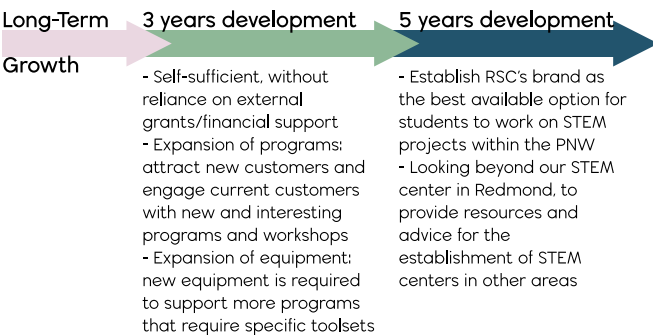 Long-Term
Growth
3 years development
- Self-sufficient, without
reliance on external
grants/financial support
- Expansion of programs:
attract new customers and
engage current customers
with new and interesting
programs and workshops
- Expansion of equipment:
new equipment is required
to support more programs
that require specific toolsets
5 years development
- Establish RSC's brand as
the best available option for
students to work on STEM
projects within the PNW
- Looking beyond our STEM
center in Redmond, to
provide resources and
advice for the
establishment of STEM
centers in other areas